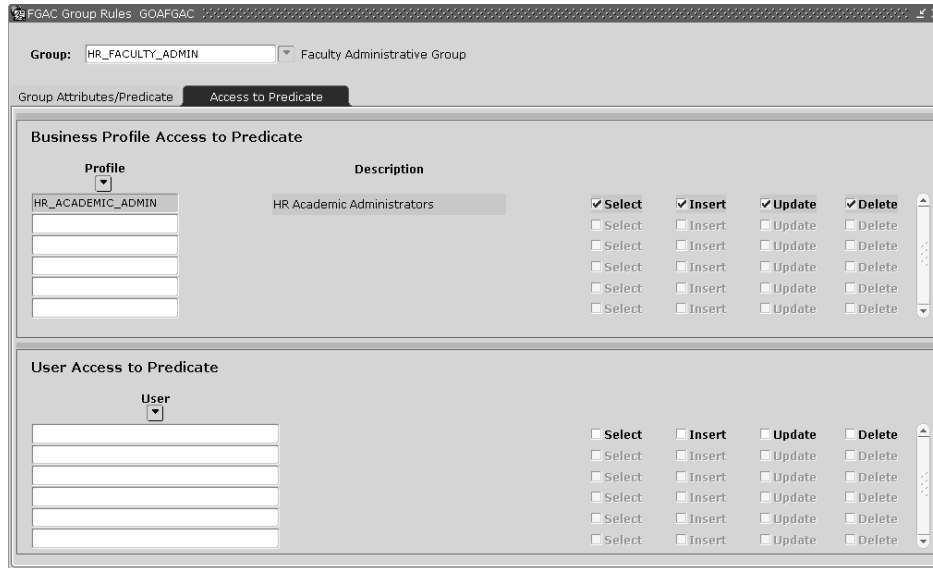 FGAC Group Rules GOAFGAC
Group: HR_FACULTY_ADMIN Faculty Administrative Group
Group Attributes/Predicate Access to Predicate
Business Profile Access to Predicate
Profile Description
HR_ACADEMIC_ADMIN HR Academic Administrators Select Insert Update Delete
Select Insert Update Delete
Select Insert Update Delete
Select Insert Update Delete
Select Insert Update Delete
Select Insert Update Delete
User Access to Predicate
User
Select Insert Update Delete
Select Insert Update Delete
Select Insert Update Delete
Select Insert Update Delete
Select Insert Update Delete
Select Insert Update Delete